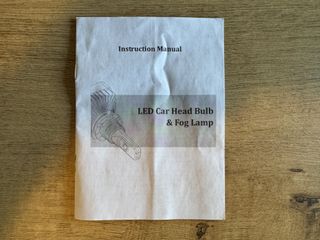 Instruction Manual
LED Car Head Bulb
& Fog Lamp